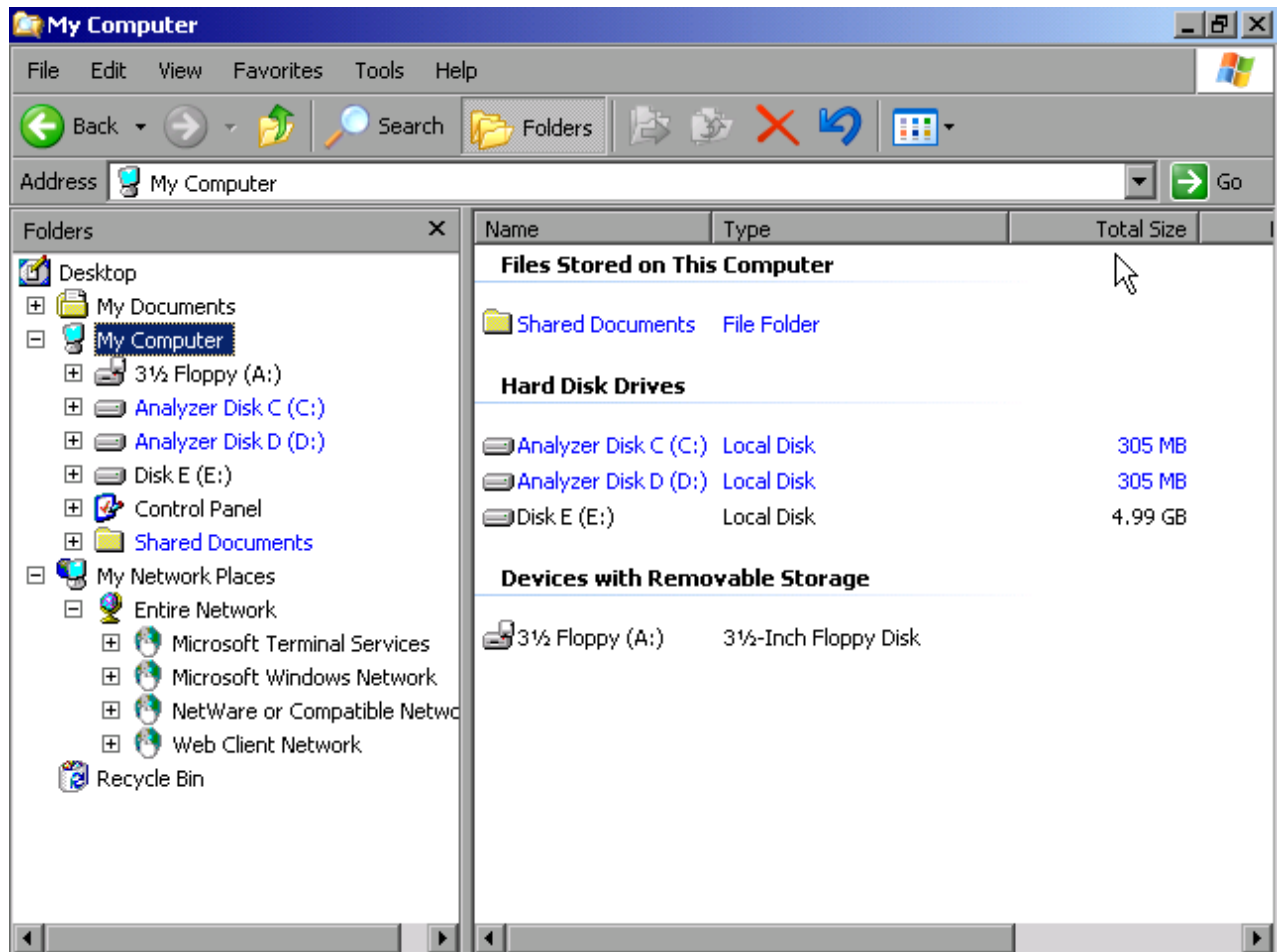 My Computer
File Edit View Favorites Tools Help
Back Search Folders
Address My Computer Go
Folders
Desktop
My Documents
My Computer
3½ Floppy (A:)
Analyzer Disk C (C:)
Analyzer Disk D (D:)
Disk E (E:)
Control Panel
Shared Documents
My Network Places
Entire Network
Microsoft Terminal Services
Microsoft Windows Network
NetWare or Compatible Netwo
Web Client Network
Recycle Bin
Name Type Total Size
Files Stored on This Computer
Shared Documents File Folder
Hard Disk Drives
Analyzer Disk C (C:) Local Disk 305 MB
Analyzer Disk D (D:) Local Disk 305 MB
Disk E (E:) Local Disk 4.99 GB
Devices with Removable Storage
3½ Floppy (A:) 3½-Inch Floppy Disk